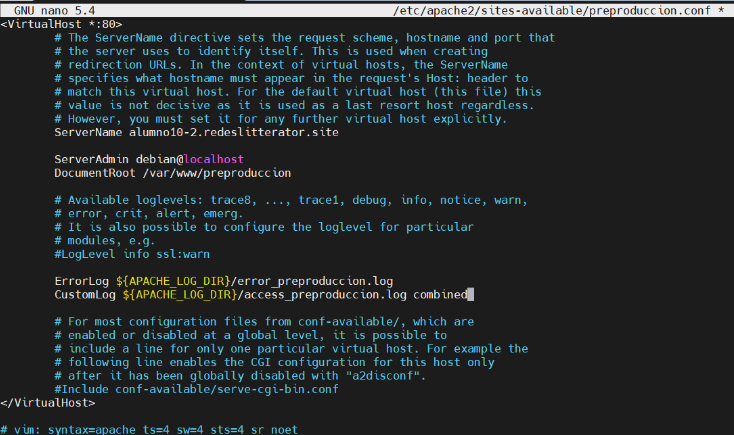 GNU nano 5.4 /etc/apache2/sites-available/preproduccion.conf *
<VirtualHost *:80>
# The ServerName directive sets the request scheme, hostname and port that
# the server uses to identify itself. This is used when creating
# redirection URLs. In the context of virtual hosts, the ServerName
# specifies what hostname must appear in the request's Host: header to
# match this virtual host. For the default virtual host (this file) this
# value is not decisive as it is used as a last resort host regardless.
# However, you must set it for any further virtual host explicitly.
ServerName alumno10-2.redeslitterator.site
ServerAdmin debian@localhost
DocumentRoot /var/www/preproduccion
# Available loglevels: trace8, ..., trace1, debug, info, notice, warn,
# error, crit, alert, emerg.
# It is also possible to configure the loglevel for particular
# modules, e.g.
#LogLevel info ssl:warn
ErrorLog ${APACHE_LOG_DIR}/error_preproduccion.log
CustomLog ${APACHE_LOG_DIR}/access_preproduccion.log combined
# For most configuration files from conf-available/, which are
# enabled or disabled at a global level, it is possible to
# include a line for only one particular virtual host. For example the
# following line enables the CGI configuration for this host only
# after it has been globally disabled with "a2disconf".
#Include conf-available/serve-cgi-bin.conf
</VirtualHost>
# vim: syntax=apache ts=4 sw=4 sts=4 sr noet